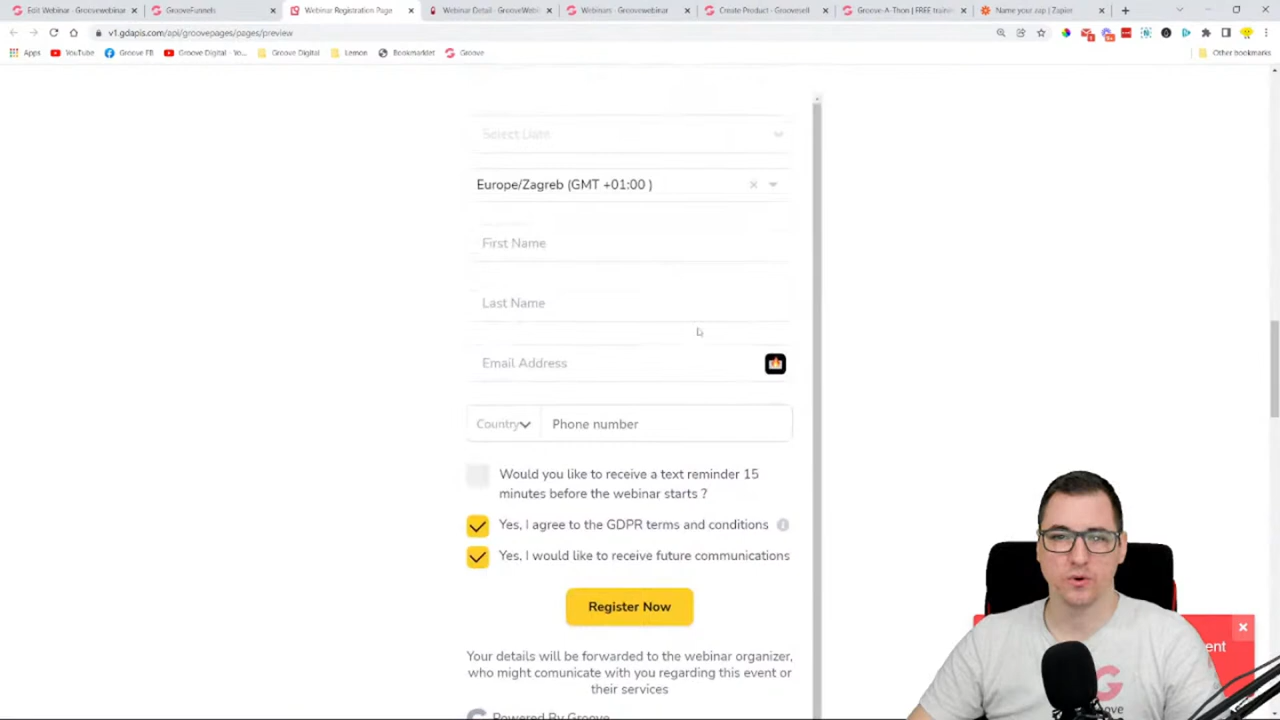 Edit Webinar - Groovewebinar
GrooveFunnels
Webinar Registration Page
Webinar Detail - GrooveWebi
Webinars - Groovewebinar
Create Product - Groovesell
Groove-A-Thon | FREE traini
Name your zap | Zapier
v1.gdapis.com/api/groovepages/pages/preview
Apps
YouTube
Groove FB
Groove Digital - Yo...
Groove Digital
Lemon
Bookmarklet
Groove
Other bookmarks
Select Date
Europe/Zagreb (GMT +01:00 )
First Name
Last Name
Email Address
Country
Phone number
Would you like to receive a text reminder 15
minutes before the webinar starts ?
Yes, I agree to the GDPR terms and conditions
Yes, I would like to receive future communications
Register Now
ent
Your details will be forwarded to the webinar organizer,
who might comunicate with you regarding this event or
their services
Powered By Groove